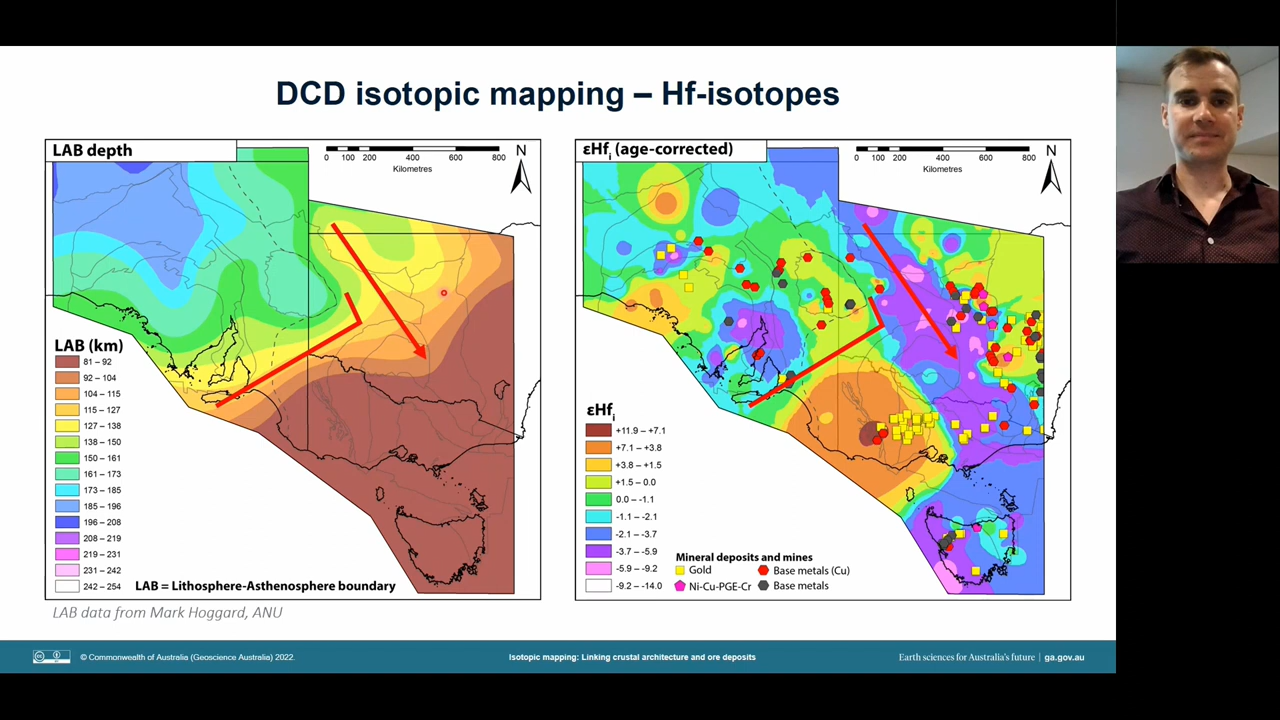 DCD isotopic mapping – Hf-isotopes
LAB depth
0 100 200 400 600 800
Kilometres
N
LAB (km)
81 – 92
92 – 104
104 – 115
115 – 127
127 – 138
138 – 150
150 – 161
161 – 173
173 – 185
185 – 196
196 – 208
208 – 219
219 – 231
231 – 242
242 – 254
LAB = Lithosphere-Asthenosphere boundary
LAB data from Mark Hoggard, ANU
εHfi (age-corrected)
0 100 200 400 600 800
Kilometres
N
εHfi
+11.9 – +7.1
+7.1 – +3.8
+3.8 – +1.5
+1.5 – 0.0
0.0 – -1.1
-1.1 – -2.1
-2.1 – -3.7
-3.7 – -5.9
-5.9 – -9.2
-9.2 – -14.0
Mineral deposits and mines
Gold
Base metals (Cu)
Ni-Cu-PGE-Cr
Base metals
© Commonwealth of Australia (Geoscience Australia) 2022.
Isotopic mapping: Linking crustal architecture and ore deposits
Earth sciences for Australia's future | ga.gov.au